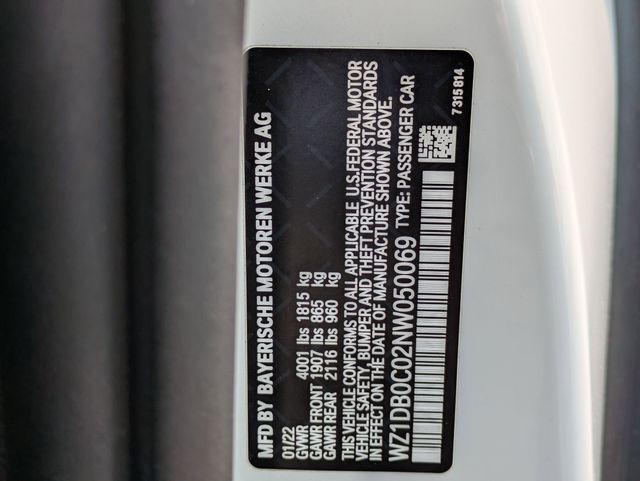 MFD BY BAYERISCHE MOTOREN WERKE AG
01/22
GVWR 4001 lbs 1815 kg
GAWR FRONT 1907 lbs 865 kg
GAWR REAR 2116 lbs 960 kg
THIS VEHICLE CONFORMS TO ALL APPLICABLE U.S.FEDERAL MOTOR
VEHICLE SAFETY, BUMPER AND THEFT PREVENTION STANDARDS
IN EFFECT ON THE DATE OF MANUFACTURE SHOWN ABOVE.
WZ1DB0C02NW050069 TYPE: PASSENGER CAR
7315814